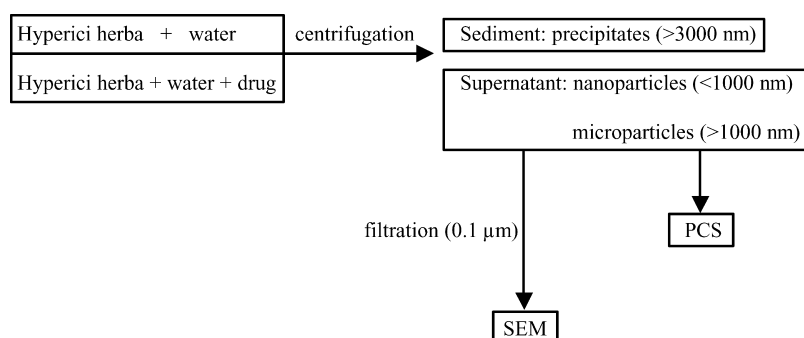 Hyperici herba + water
Hyperici herba + water + drug
centrifugation
Sediment: precipitates (>3000 nm)
Supernatant: nanoparticles (<1000 nm)
microparticles (>1000 nm)
filtration (0.1 µm)
PCS
SEM